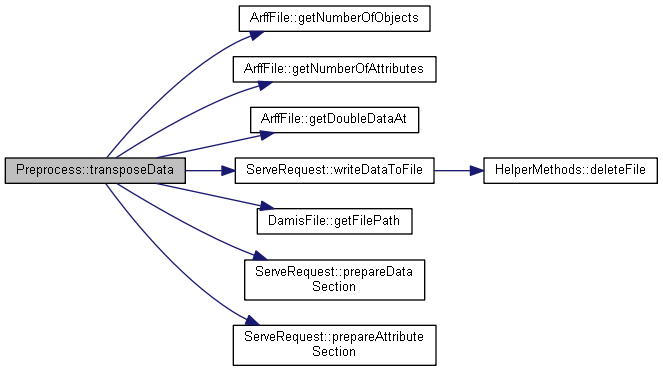 ArffFile::getNumberOfObjects
ArffFile::getNumberOfAttributes
ArffFile::getDoubleDataAt
Preprocess::transposeData
ServeRequest::writeDataToFile
HelperMethods::deleteFile
DamisFile::getFilePath
ServeRequest::prepareData
Section
ServeRequest::prepareAttribute
Section